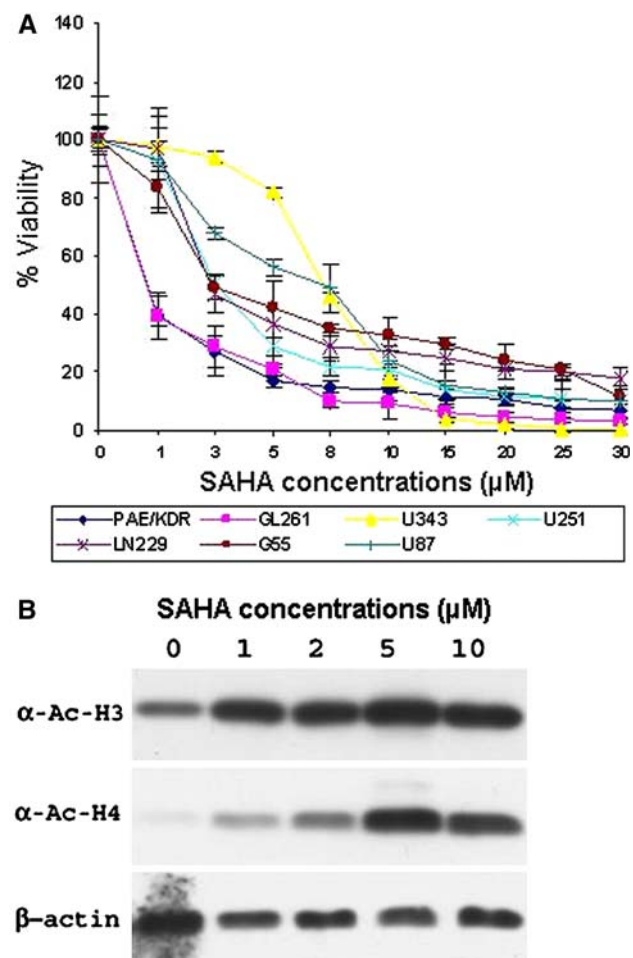 A
140
120
100
80
60
40
20
0
% Viability
0 1 3 5 8 10 15 20 25 30
SAHA concentrations (µM)
PAE/KDR GL261 U343 U251
LN229 G55 U87
B
SAHA concentrations (µM)
0 1 2 5 10
α-Ac-H3
α-Ac-H4
β-actin